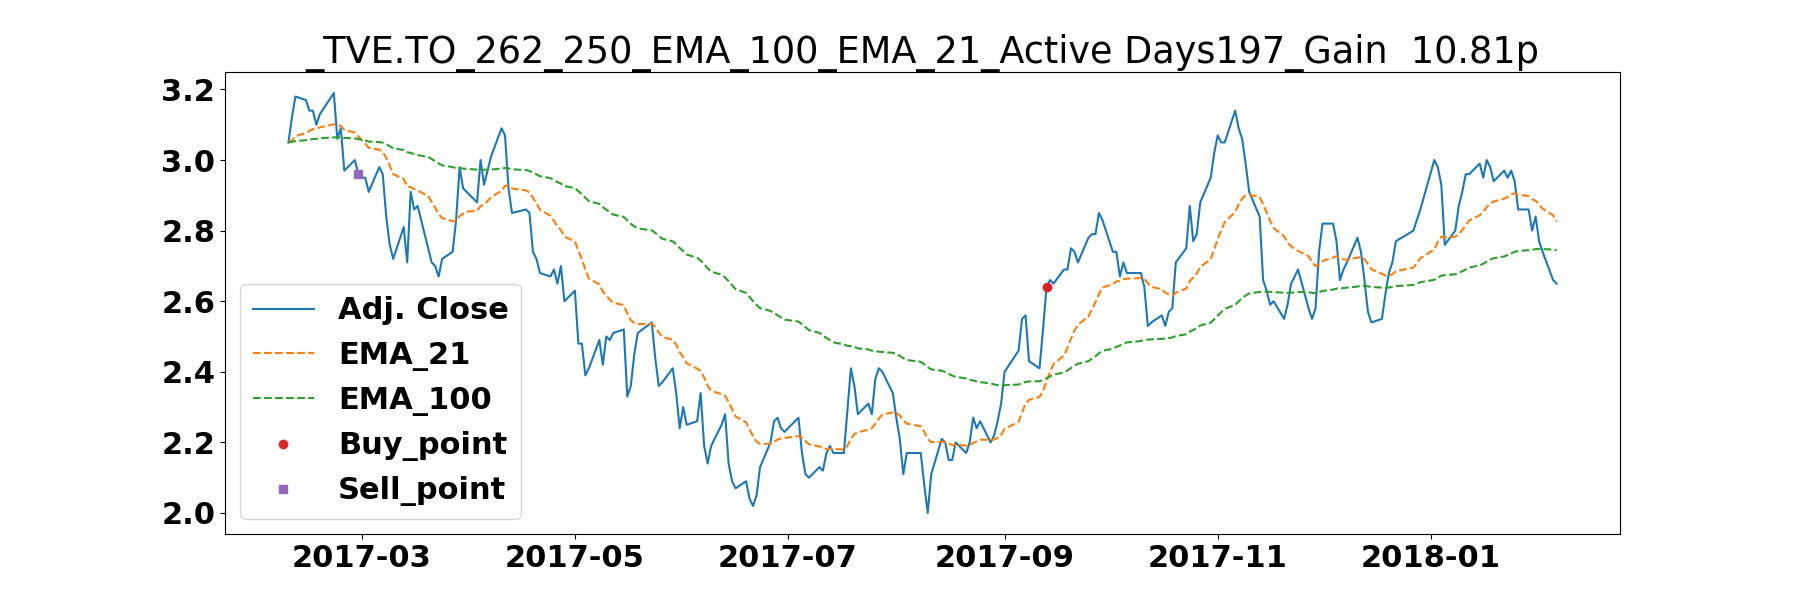 _TVE.TO_262_250_EMA_100_EMA_21_Active Days197_Gain  10.81p
3.2
3.0
2.8
2.6
2.4
2.2
2.0
Adj. Close
EMA_21
EMA_100
Buy_point
Sell_point
2017-03
2017-05
2017-07
2017-09
2017-11
2018-01